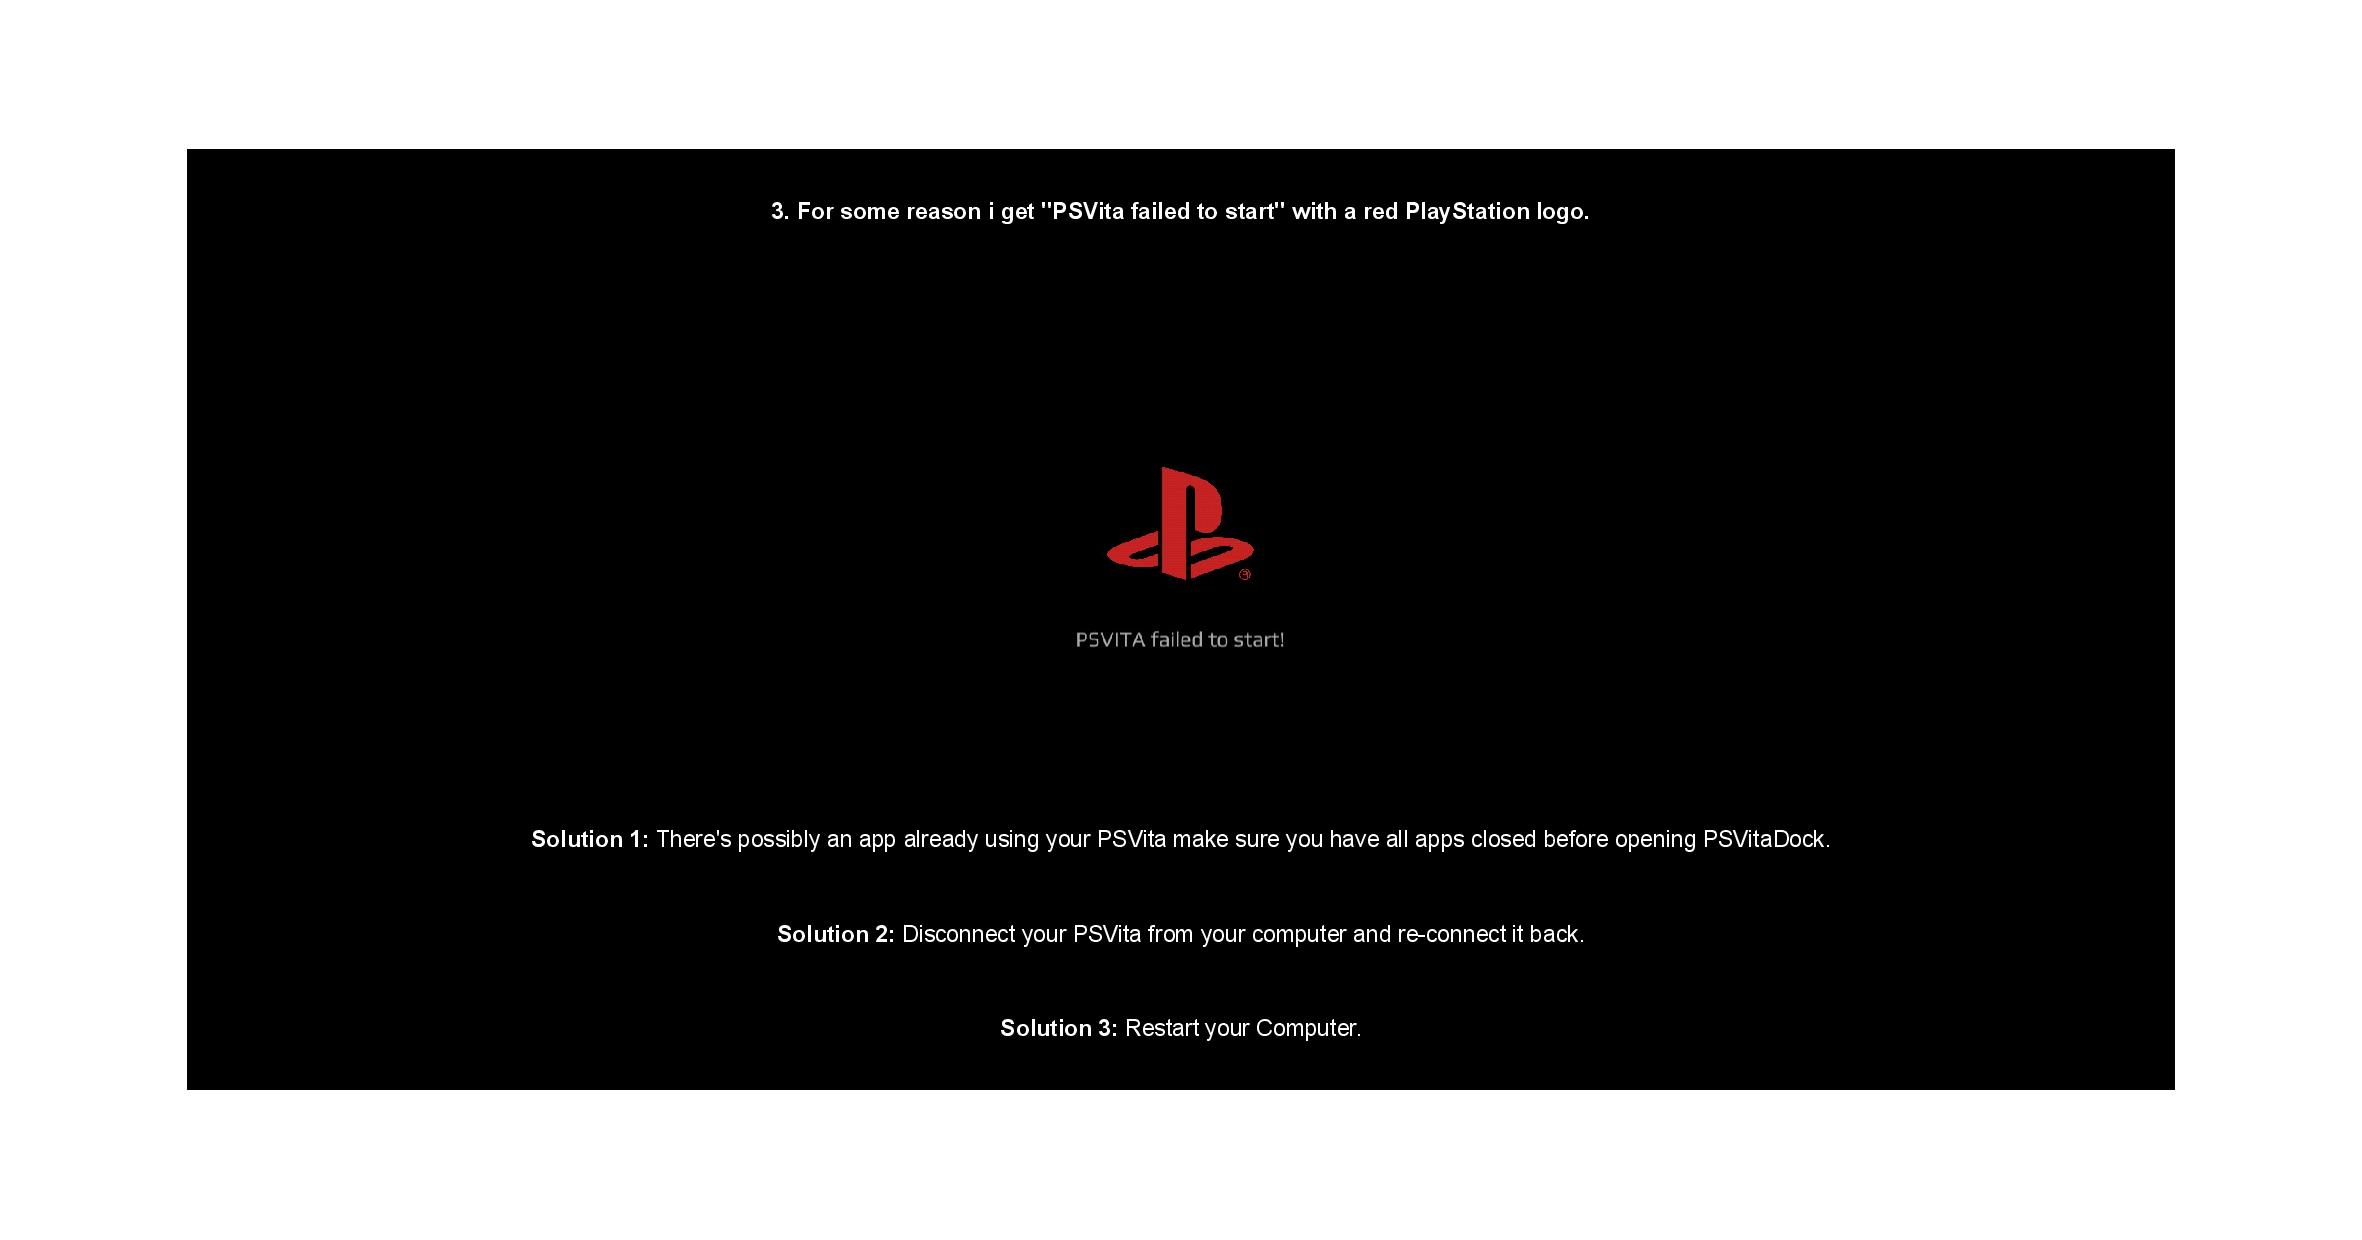 3. For some reason i get "PSVita failed to start" with a red PlayStation logo.
PSVITA failed to start!
Solution 1: There's possibly an app already using your PSVita make sure you have all apps closed before opening PSVitaDock.
Solution 2: Disconnect your PSVita from your computer and re-connect it back.
Solution 3: Restart your Computer.